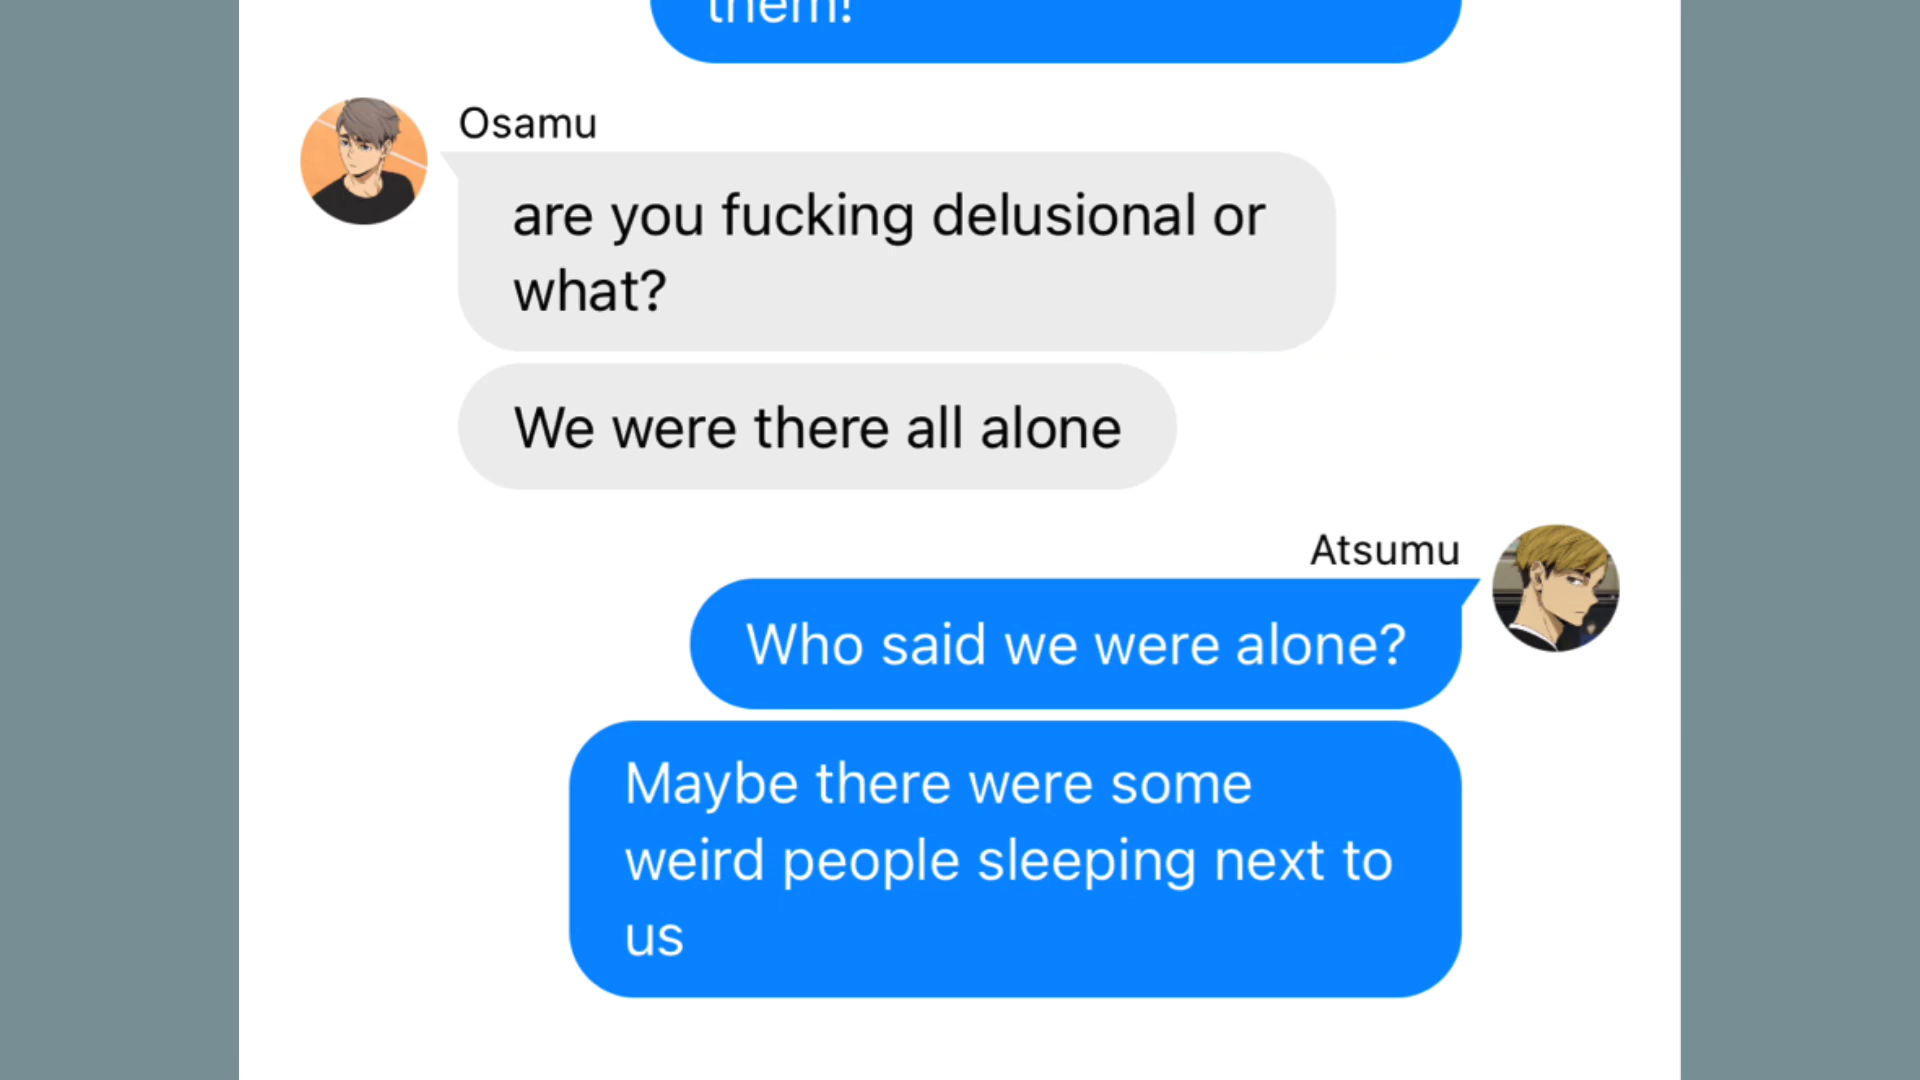 them!
Osamu
are you fucking delusional or
what?
We were there all alone
Atsumu
Who said we were alone?
Maybe there were some
weird people sleeping next to
us